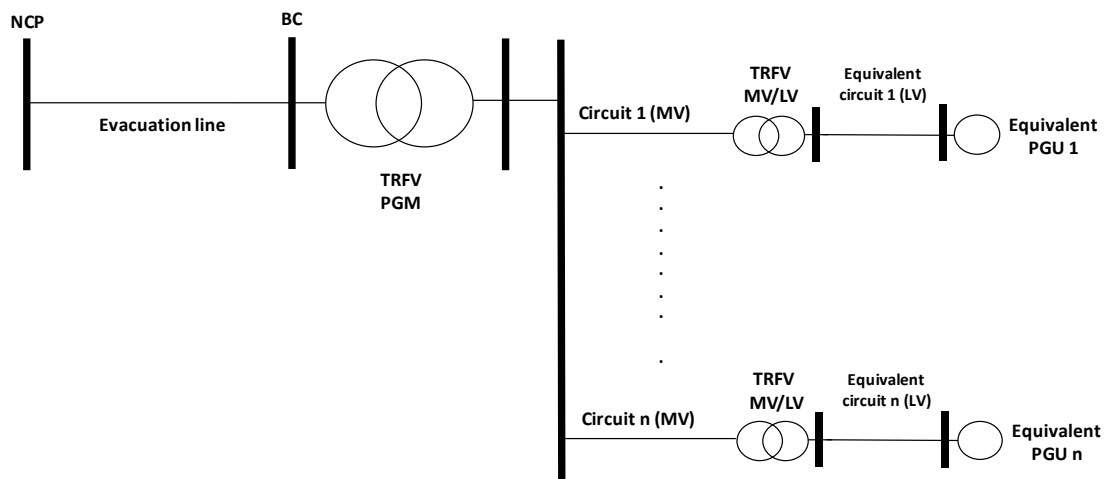 NCP
BC
Evacuation line
TRFV
PGM
Circuit 1 (MV)
TRFV
MV/LV
Equivalent
circuit 1 (LV)
Equivalent
PGU 1
Circuit n (MV)
TRFV
MV/LV
Equivalent
circuit n (LV)
Equivalent
PGU n